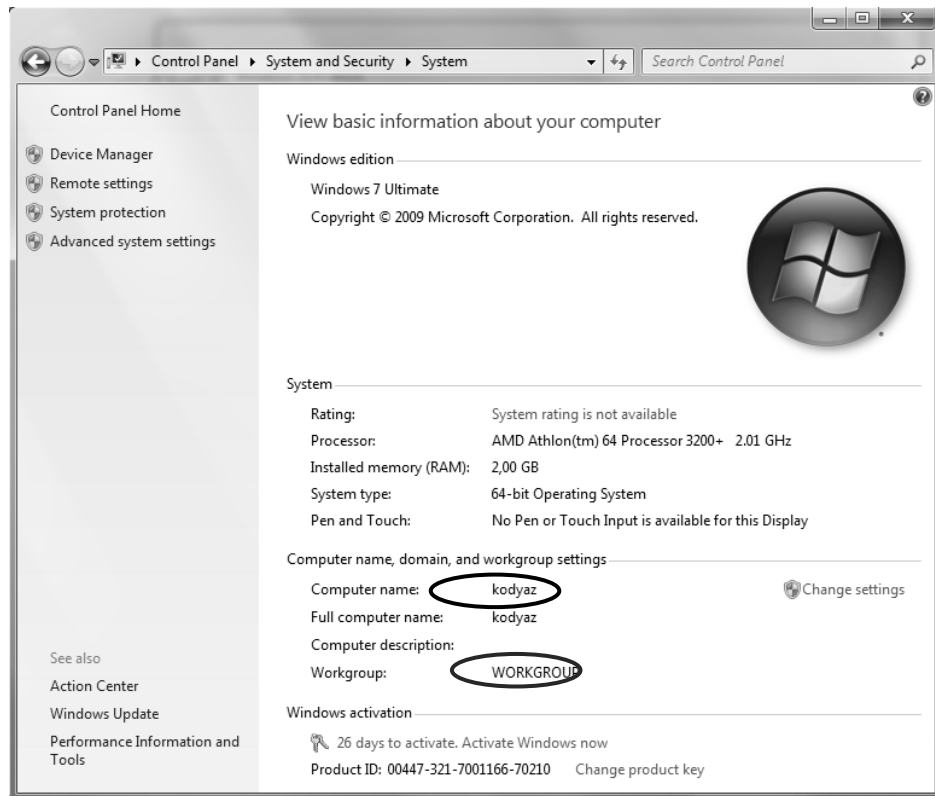 Control Panel ▸ System and Security ▸ System
Search Control Panel
Control Panel Home
Device Manager
Remote settings
System protection
Advanced system settings
See also
Action Center
Windows Update
Performance Information and
Tools
View basic information about your computer
Windows edition
Windows 7 Ultimate
Copyright © 2009 Microsoft Corporation. All rights reserved.
System
Rating: System rating is not available
Processor: AMD Athlon(tm) 64 Processor 3200+ 2.01 GHz
Installed memory (RAM): 2,00 GB
System type: 64-bit Operating System
Pen and Touch: No Pen or Touch Input is available for this Display
Computer name, domain, and workgroup settings
Computer name: kodyaz Change settings
Full computer name: kodyaz
Computer description:
Workgroup: WORKGROUP
Windows activation
26 days to activate. Activate Windows now
Product ID: 00447-321-7001166-70210 Change product key